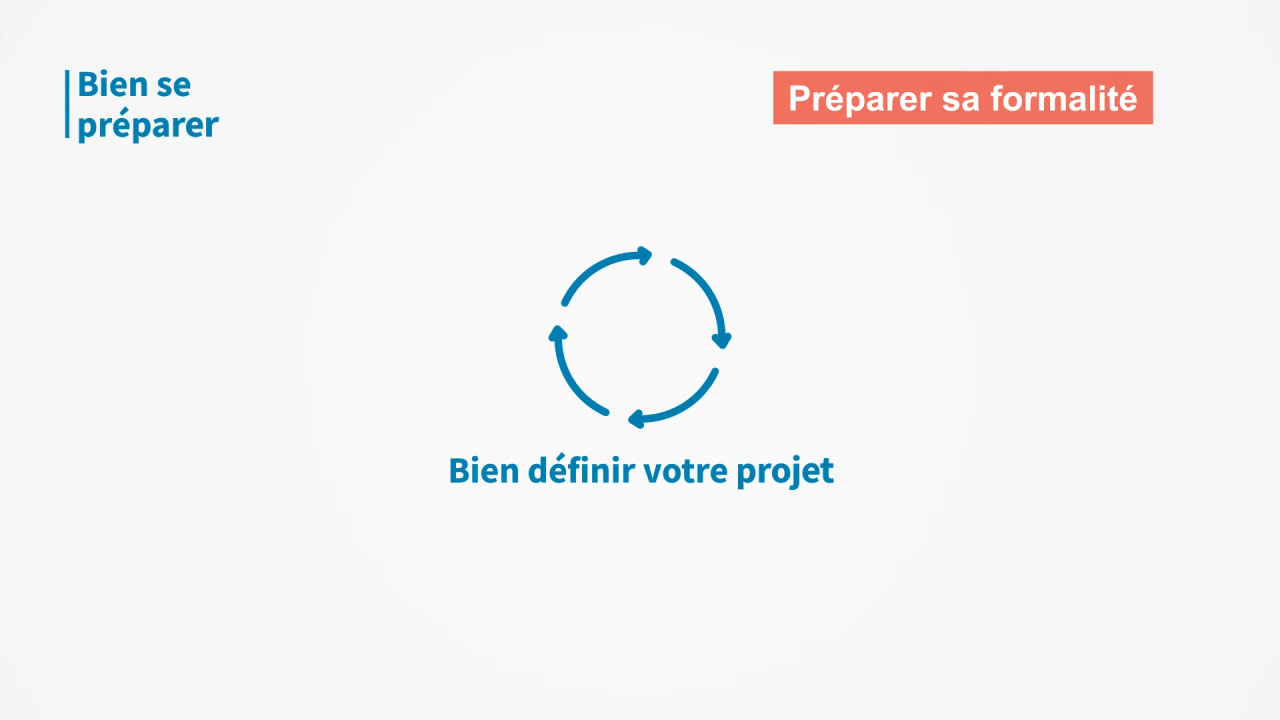 Bien se
préparer
Préparer sa formalité
Bien définir votre projet